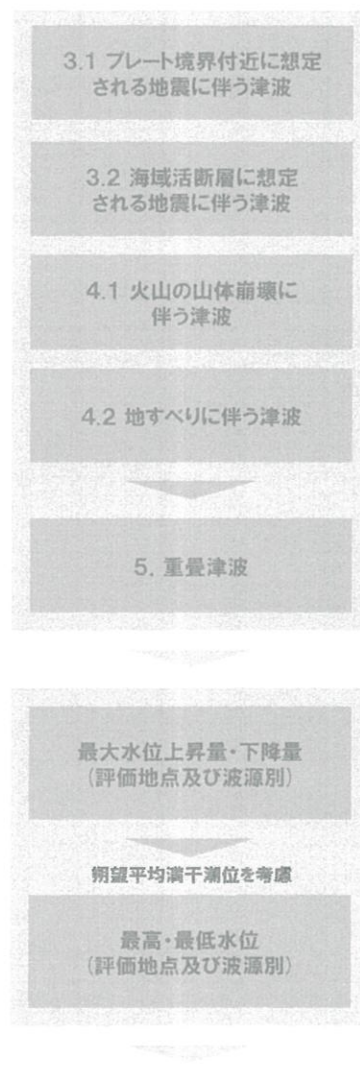 3.1 プレート境界付近に想定
される地震に伴う津波
3.2 海域活断層に想定
される地震に伴う津波
4.1 火山の山体崩壊に
伴う津波
4.2 地すべりに伴う津波
5. 重畳津波
最大水位上昇量・下降量
(評価地点及び波源別)
朔望平均満干潮位を考慮
最高・最低水位
(評価地点及び波源別)